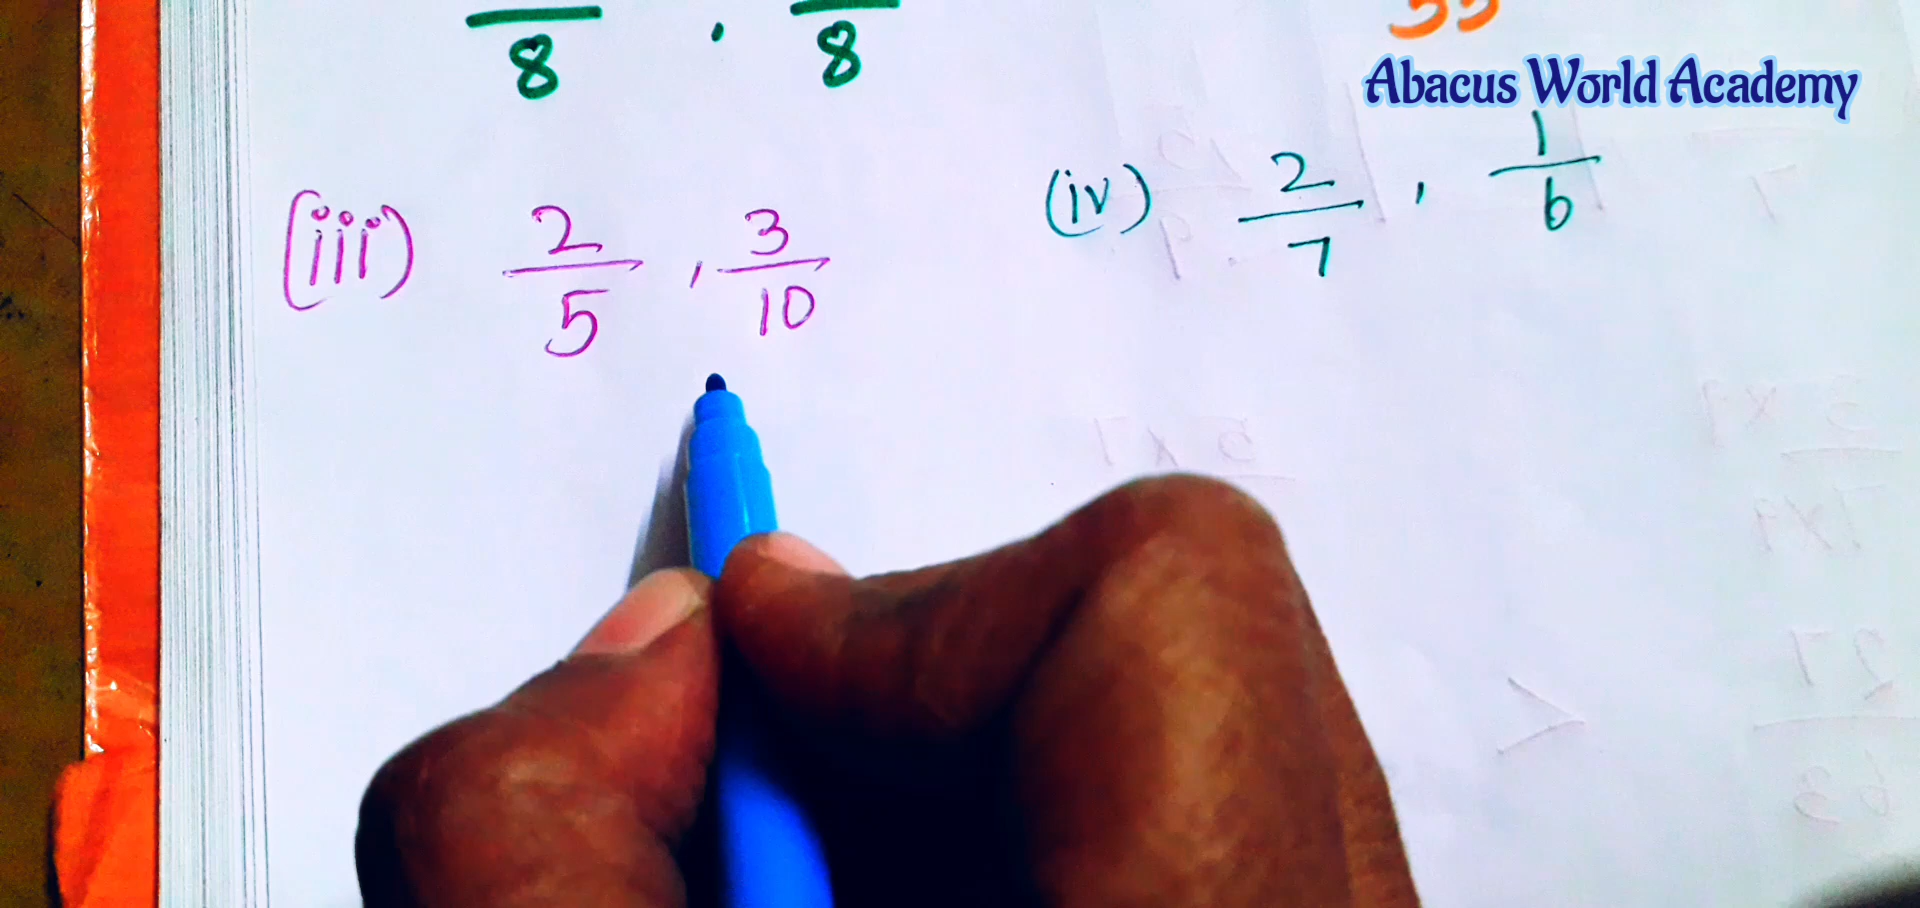 8 . 8
Abacus World Academy
(iii) 2/5 , 3/10
(iv) 2/7 , 1/6